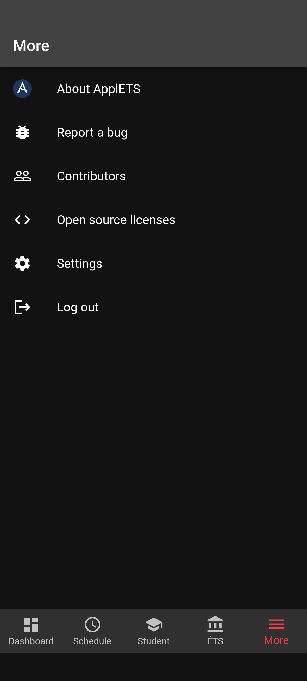 More
About ApplETS
Report a bug
Contributors
Open source licenses
Settings
Log out
Dashboard
Schedule
Student
ÉTS
More